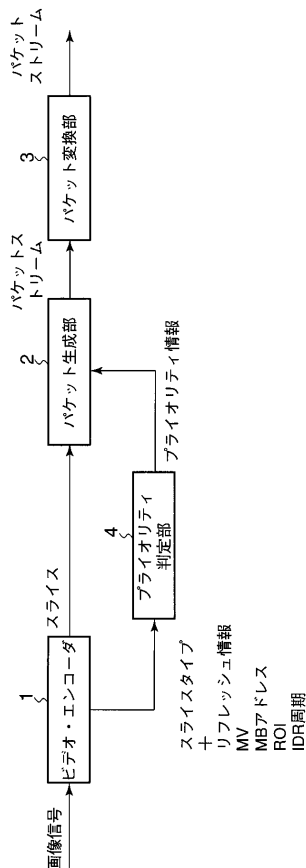 画像信号
1
ビデオ・エンコーダ
スライス
スライスタイプ
+
リフレッシュ情報
MV
MBアドレス
ROI
IDR周期
4
プライオリティ
判定部
プライオリティ情報
2
パケット生成部
パケットス
トリーム
3
パケット変換部
パケット
ストリーム